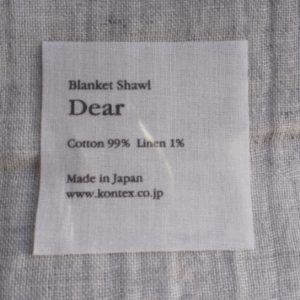 Blanket Shawl
Dear
Cotton 99% Linen 1%
Made in Japan
www.kontex.co.jp